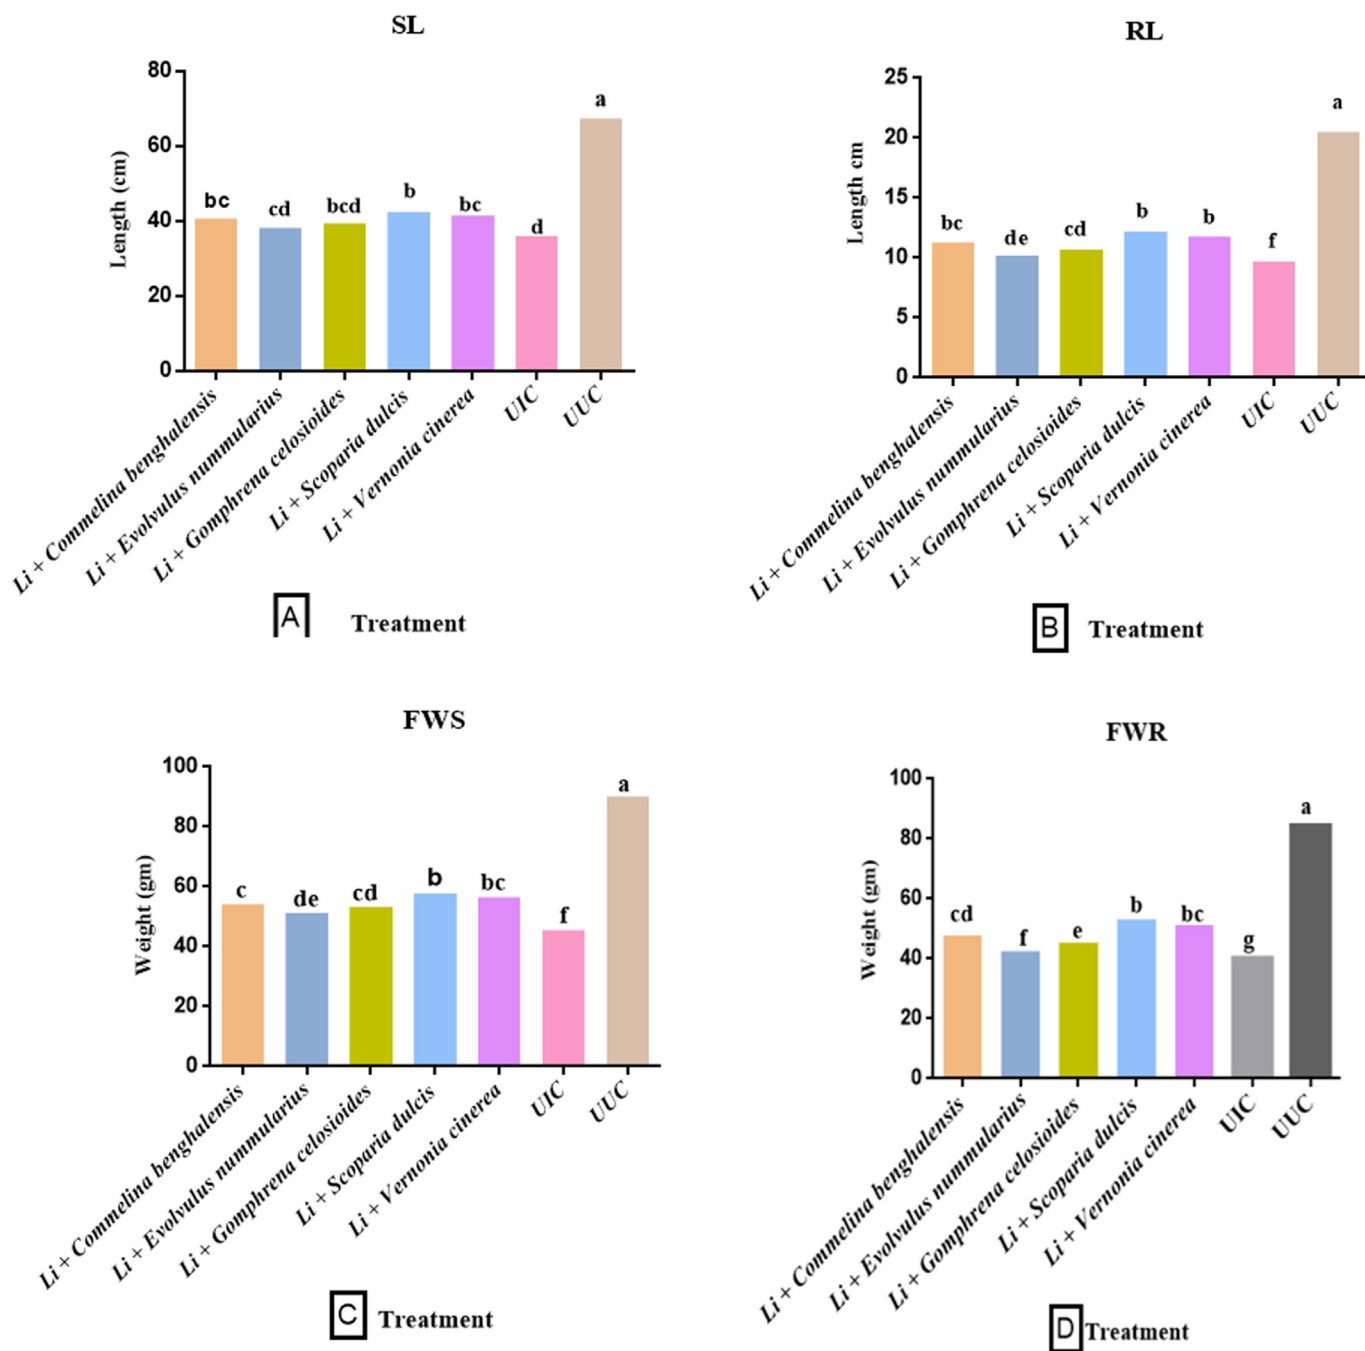 SL
Length (cm)
80
60
40
20
0
bc
cd
bcd
b
bc
d
a
Li + Commelina benghalensis
Li + Evolvulus nummularius
Li + Gomphrena celosioides
Li + Scoparia dulcis
Li + Vernonia cinerea
UIC
UUC
A Treatment
RL
Length cm
25
20
15
10
5
0
bc
de
cd
b
b
f
a
Li + Commelina benghalensis
Li + Evolvulus nummularius
Li + Gomphrena celosioides
Li + Scoparia dulcis
Li + Vernonia cinerea
UIC
UUC
B Treatment
FWS
Weight (gm)
100
80
60
40
20
0
c
de
cd
b
bc
f
a
Li + Commelina benghalensis
Li + Evolvulus nummularius
Li + Gomphrena celosioides
Li + Scoparia dulcis
Li + Vernonia cinerea
UIC
UUC
C Treatment
FWR
Weight (gm)
100
80
60
40
20
0
cd
f
e
b
bc
g
a
Li + Commelina benghalensis
Li + Evolvulus nummularius
Li + Gomphrena celosioides
Li + Scoparia dulcis
Li + Vernonia cinerea
UIC
UUC
D Treatment